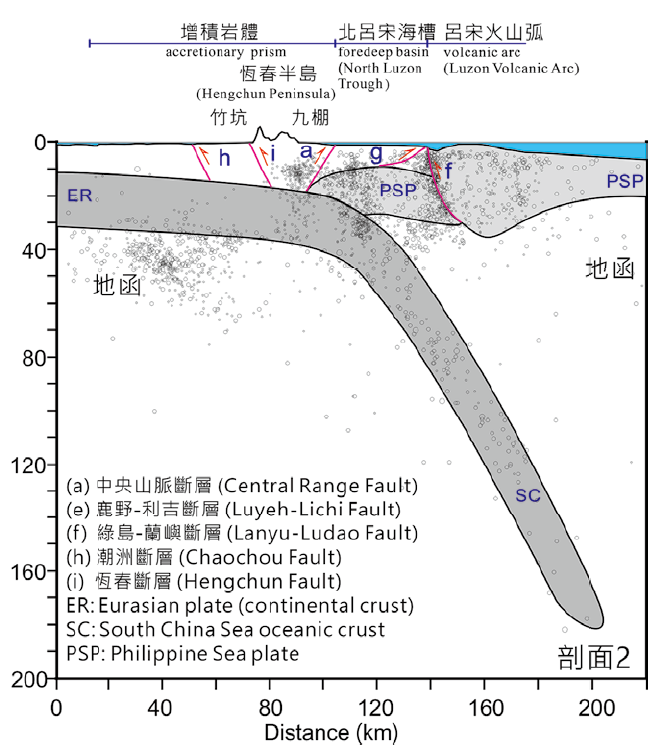 增積岩體
accretionary prism
北呂宋海槽
foredeep basin
(North Luzon
Trough)
呂宋火山弧
volcanic arc
(Luzon Volcanic Arc)
恆春半島
(Hengchun Peninsula)
竹坑
九棚
h
i
a
g
f
ER
PSP
PSP
地函
地函
SC
0
40
80
120
160
200
(a) 中央山脈斷層 (Central Range Fault)
(e) 鹿野-利吉斷層 (Luyeh-Lichi Fault)
(f) 綠島-蘭嶼斷層 (Lanyu-Ludao Fault)
(h) 潮洲斷層 (Chaochou Fault)
(i) 恆春斷層 (Hengchun Fault)
ER: Eurasian plate (continental crust)
SC: South China Sea oceanic crust
PSP: Philippine Sea plate
剖面2
0
40
80
120
160
200
Distance (km)